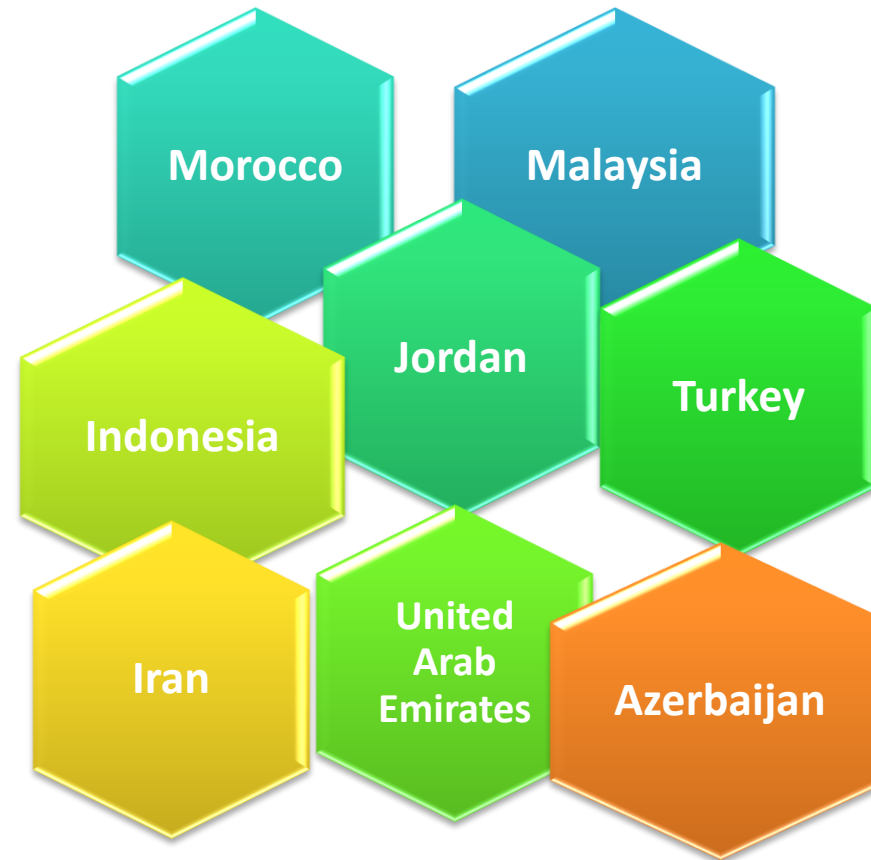 Morocco
Malaysia
Jordan
Turkey
Indonesia
Iran
United
Arab
Emirates
Azerbaijan